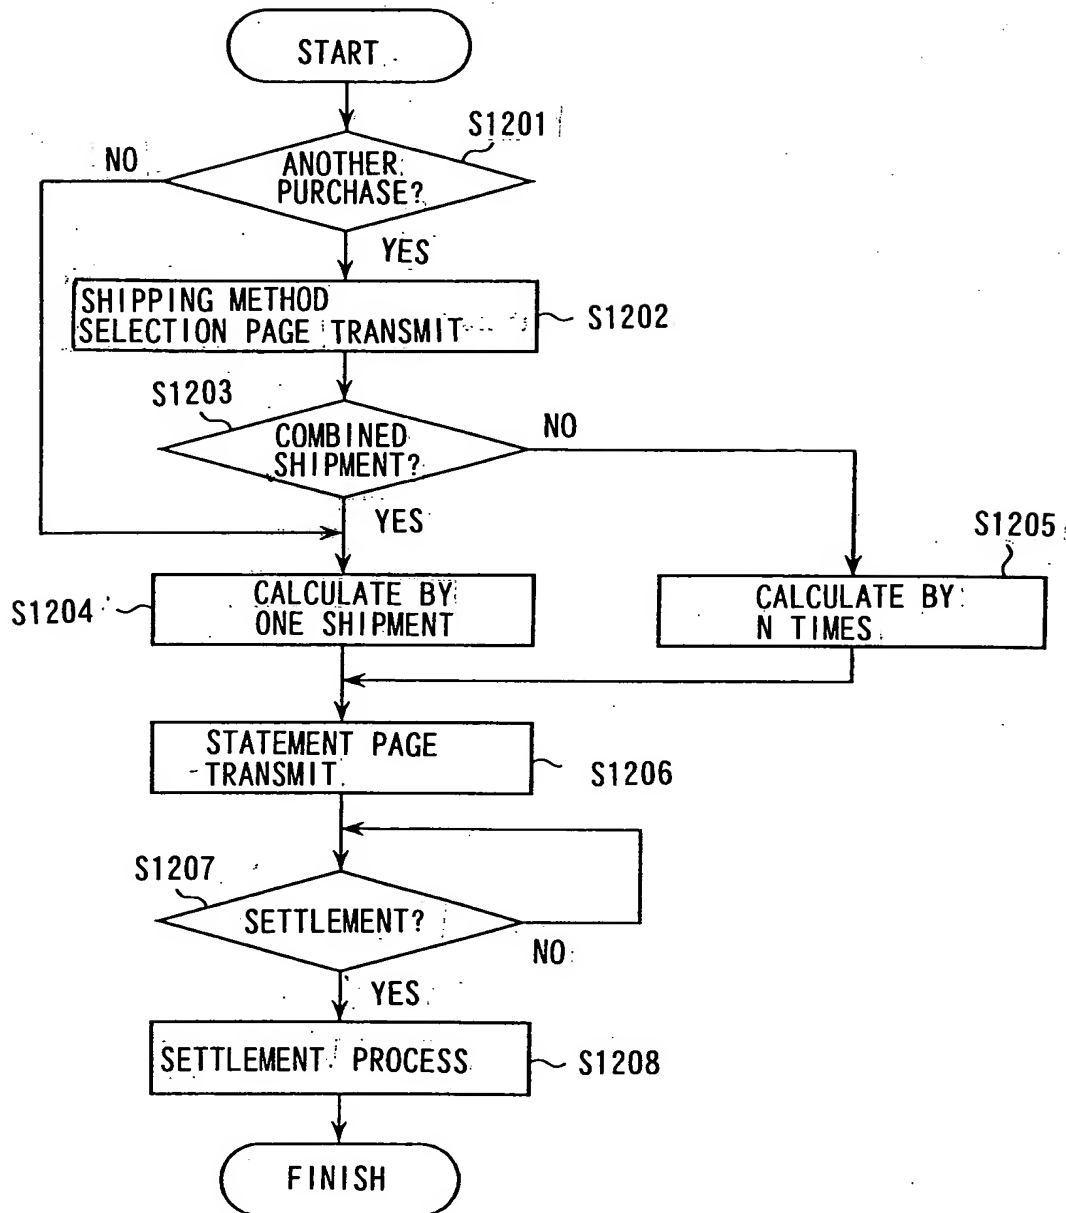 START
S1201
NO
ANOTHER
PURCHASE?
YES
SHIPPING METHOD
SELECTION PAGE TRANSMIT
S1202
S1203
COMBINED
SHIPMENT?
NO
YES
S1205
S1204
CALCULATE BY
ONE SHIPMENT
CALCULATE BY
N TIMES
STATEMENT PAGE
TRANSMIT
S1206
S1207
SETTLEMENT?
NO
YES
SETTLEMENT PROCESS
S1208
FINISH